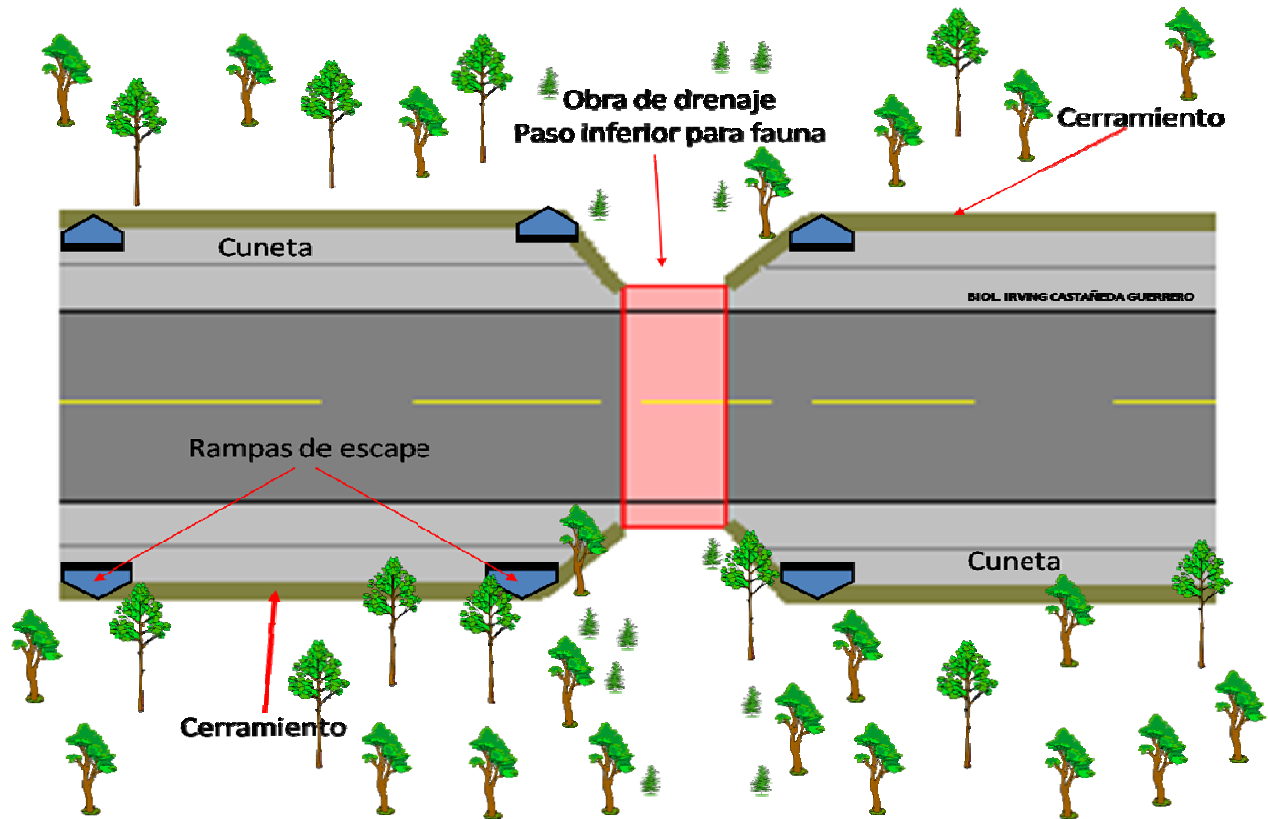 Obra de drenaje
Paso inferior para fauna
Cerramiento
Cuneta
BIOL. IRVING CASTAÑEDA GUERRERO
Rampas de escape
Cuneta
Cerramiento